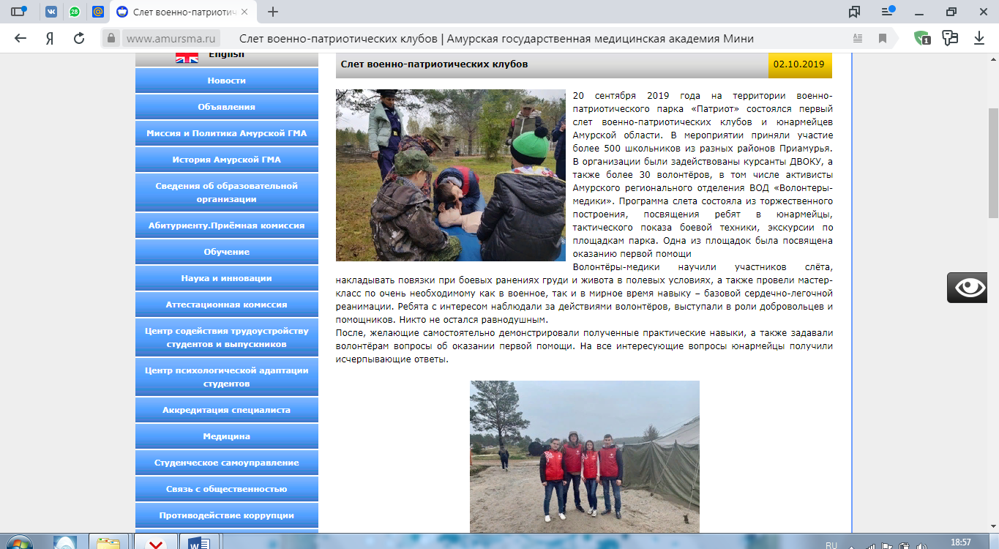 28
Слет военно-патриотич
www.amursma.ru
Слет военно-патриотических клубов | Амурская государственная медицинская академия Мини
1
English
Новости
Объявления
Миссия и Политика Амурской ГМА
История Амурской ГМА
Сведения об образовательной
организации
Абитуриенту.Приёмная комиссия
Обучение
Наука и инновации
Аттестационная комиссия
Центр содействия трудоустройству
студентов и выпускников
Центр психологической адаптации
студентов
Аккредитация специалиста
Медицина
Студенческое самоуправление
Связь с общественностью
Противодействие коррупции
Слет военно-патриотических клубов
02.10.2019
20 сентября 2019 года на территории военно-
патриотического парка «Патриот» состоялся первый
слет военно-патриотических клубов и юнармейцев
Амурской области. В мероприятии приняли участие
более 500 школьников из разных районов Приамурья.
В организации были задействованы курсанты ДВОКУ, а
также более 30 волонтёров, в том числе активисты
Амурского регионального отделения ВОД «Волонтеры-
медики». Программа слета состояла из торжественного
построения, посвящения ребят в юнармейцы,
тактического показа боевой техники, экскурсии по
площадкам парка. Одна из площадок была посвящена
оказанию первой помощи
Волонтёры-медики научили участников слёта,
накладывать повязки при боевых ранениях груди и живота в полевых условиях, а также провели мастер-
класс по очень необходимому как в военное, так и в мирное время навыку – базовой сердечно-легочной
реанимации. Ребята с интересом наблюдали за действиями волонтёров, выступали в роли добровольцев и
помощников. Никто не остался равнодушным.
После, желающие самостоятельно демонстрировали полученные практические навыки, а также задавали
волонтёрам вопросы об оказании первой помощи. На все интересующие вопросы юнармейцы получили
исчерпывающие ответы.
RU
18:57